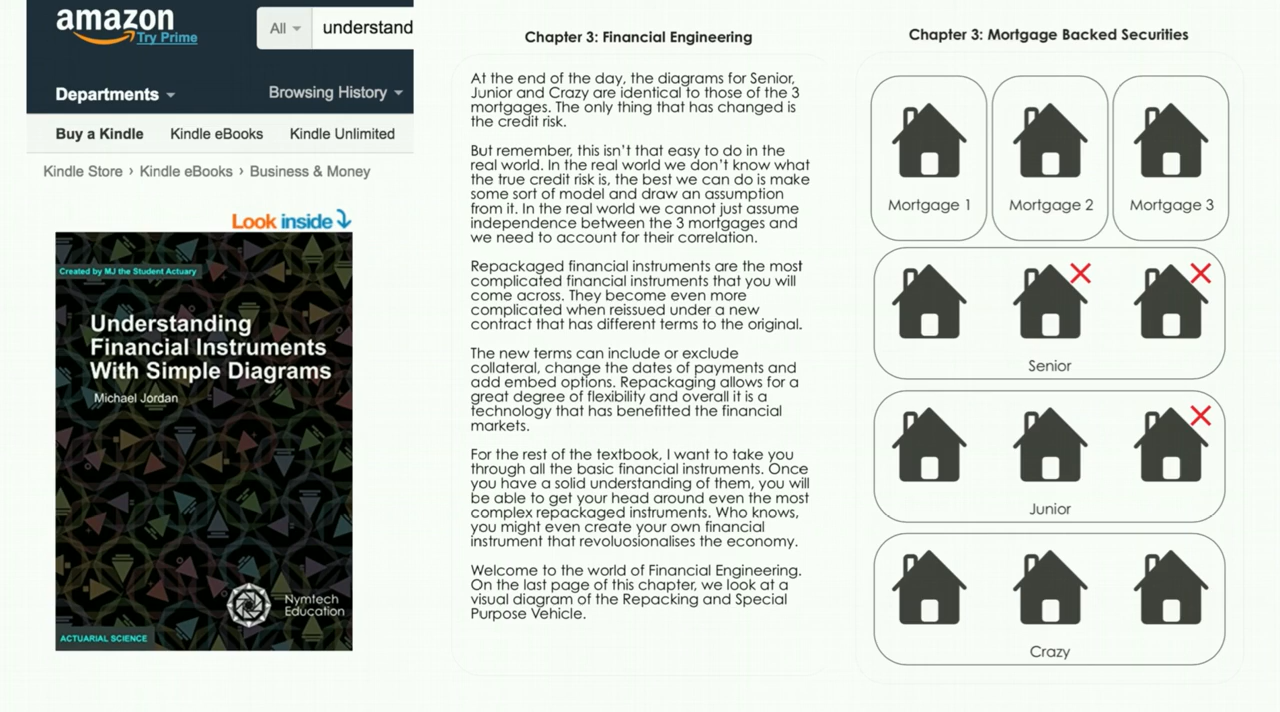 amazon
Try Prime
All
understand
Departments
Browsing History
Buy a Kindle
Kindle eBooks
Kindle Unlimited
Kindle Store › Kindle eBooks › Business & Money
Look inside
Created by MJ the Student Actuary
Understanding
Financial Instruments
With Simple Diagrams
Michael Jordan
Nymtech
Education
ACTUARIAL SCIENCE
Chapter 3: Financial Engineering
At the end of the day, the diagrams for Senior,
Junior and Crazy are identical to those of the 3
mortgages. The only thing that has changed is
the credit risk.
But remember, this isn't that easy to do in the
real world. In the real world we don't know what
the true credit risk is, the best we can do is make
some sort of model and draw an assumption
from it. In the real world we cannot just assume
independence between the 3 mortgages and
we need to account for their correlation.
Repackaged financial instruments are the most
complicated financial instruments that you will
come across. They become even more
complicated when reissued under a new
contract that has different terms to the original.
The new terms can include or exclude
collateral, change the dates of payments and
add embed options. Repackaging allows for a
great degree of flexibility and overall it is a
technology that has benefitted the financial
markets.
For the rest of the textbook, I want to take you
through all the basic financial instruments. Once
you have a solid understanding of them, you will
be able to get your head around even the most
complex repackaged instruments. Who knows,
you might even create your own financial
instrument that revoluosionalises the economy.
Welcome to the world of Financial Engineering.
On the last page of this chapter, we look at a
visual diagram of the Repacking and Special
Purpose Vehicle.
Chapter 3: Mortgage Backed Securities
Mortgage 1
Mortgage 2
Mortgage 3
Senior
Junior
Crazy